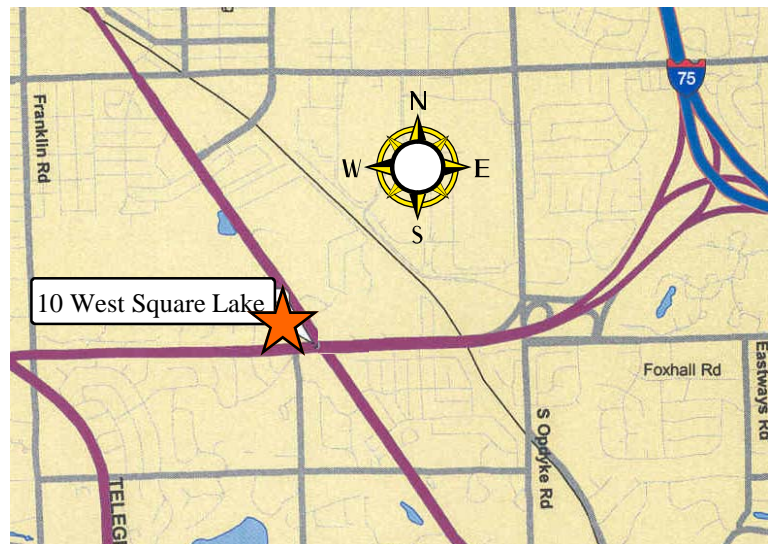 75
Franklin Rd
N
W
E
S
10 West Square Lake
Foxhall Rd
Eastways Rd
S Opdyke Rd
TELEG